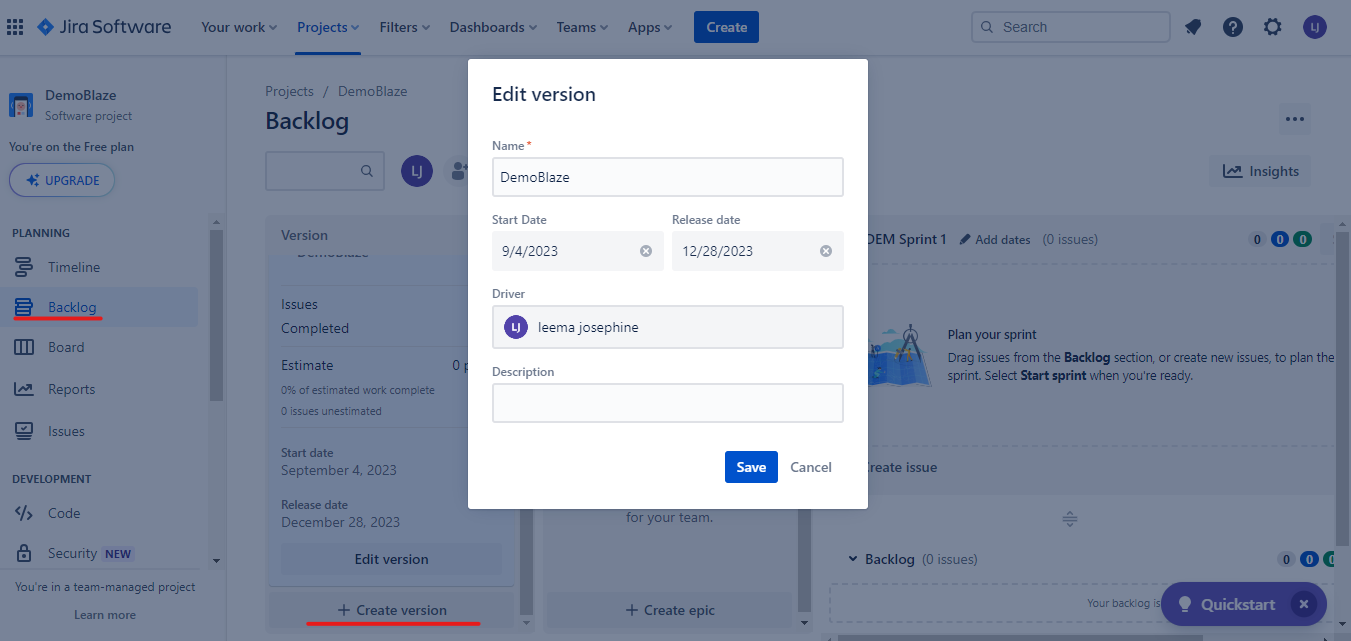 Jira Software
Your work
Projects
Filters
Dashboards
Teams
Apps
Create
Search
LJ
DemoBlaze
Software project
You're on the Free plan
UPGRADE
PLANNING
Timeline
Backlog
Board
Reports
Issues
DEVELOPMENT
Code
Security NEW
You're in a team-managed project
Learn more
Projects / DemoBlaze
Backlog
LJ
Insights
Version
DemoBlaze
Issues
Completed
Estimate 0 p
0% of estimated work complete
0 issues unestimated
Start date
September 4, 2023
Release date
December 28, 2023
Edit version
+ Create version
Edit version
Name*
DemoBlaze
Start Date
Release date
9/4/2023
12/28/2023
Driver
LJ leema josephine
Description
Save
Cancel
for your team.
+ Create epic
DEM Sprint 1 Add dates (0 issues) 0 0 0
Plan your sprint
Drag issues from the Backlog section, or create new issues, to plan the
sprint. Select Start sprint when you're ready.
Create issue
Backlog (0 issues) 0 0 0
Your backlog is
Quickstart